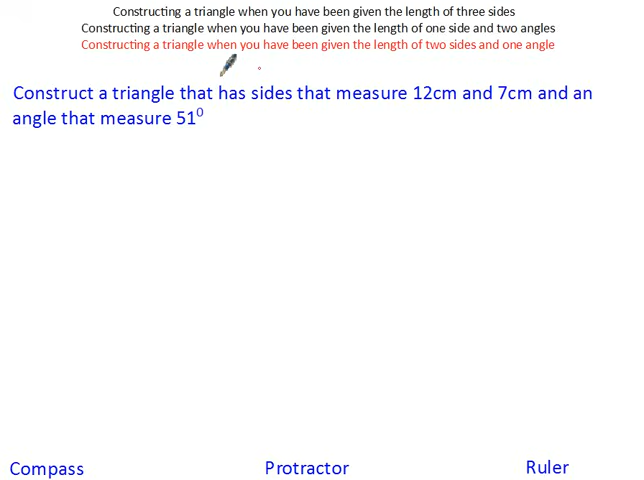 Constructing a triangle when you have been given the length of three sides
Constructing a triangle when you have been given the length of one side and two angles
Constructing a triangle when you have been given the length of two sides and one angle
Construct a triangle that has sides that measure 12cm and 7cm and an
angle that measure 51⁰
Compass Protractor Ruler